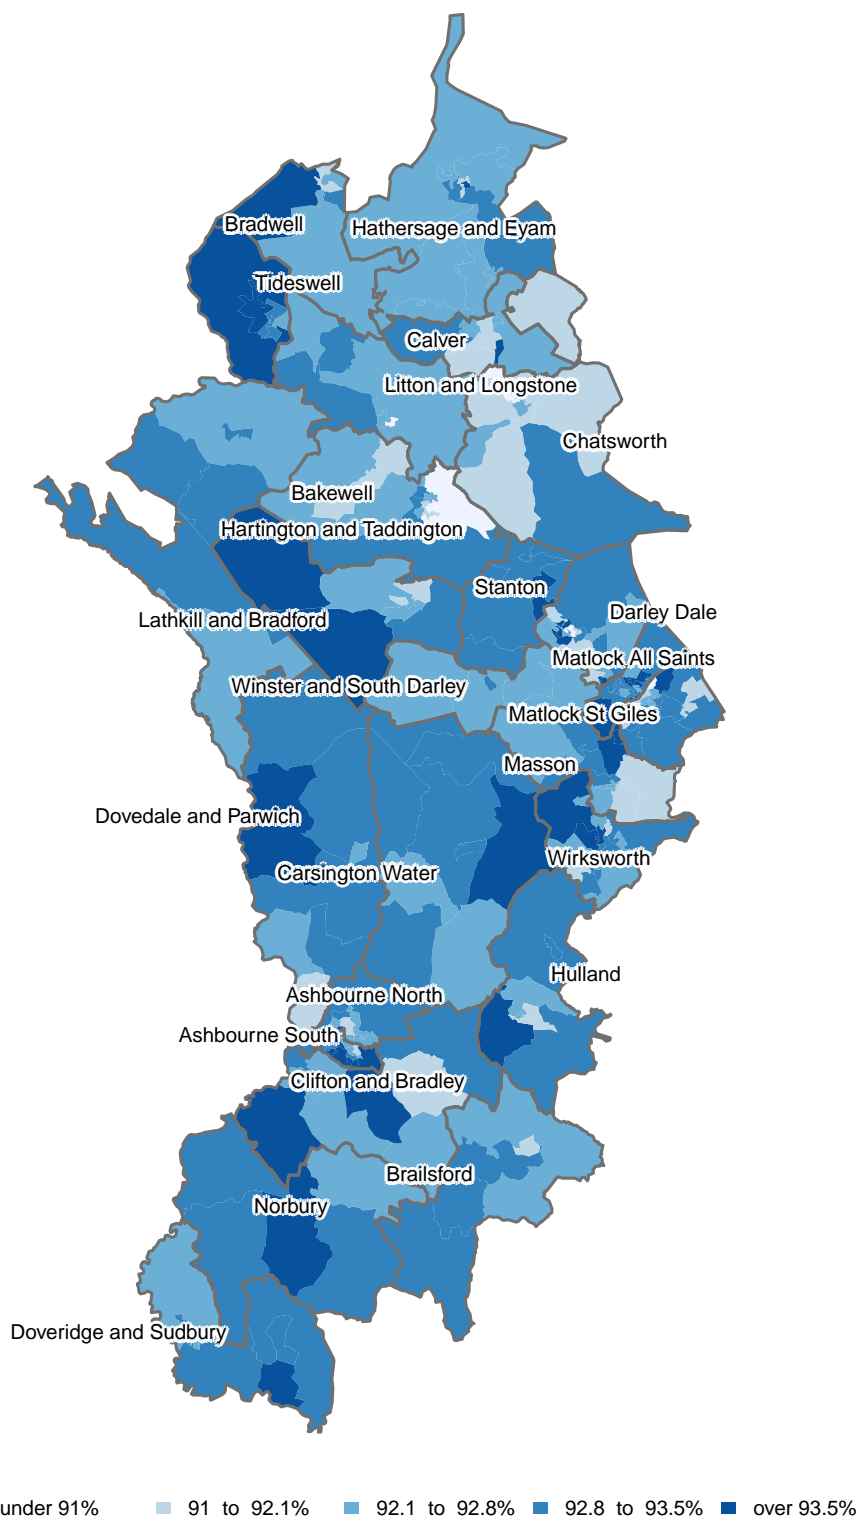 Bradwell
Hathersage and Eyam
Tideswell
Calver
Litton and Longstone
Chatsworth
Bakewell
Hartington and Taddington
Stanton
Darley Dale
Lathkill and Bradford
Matlock All Saints
Winster and South Darley
Matlock St Giles
Masson
Dovedale and Parwich
Wirksworth
Carsington Water
Hulland
Ashbourne North
Ashbourne South
Clifton and Bradley
Brailsford
Norbury
Doveridge and Sudbury
under 91% 91 to 92.1% 92.1 to 92.8% 92.8 to 93.5% over 93.5%